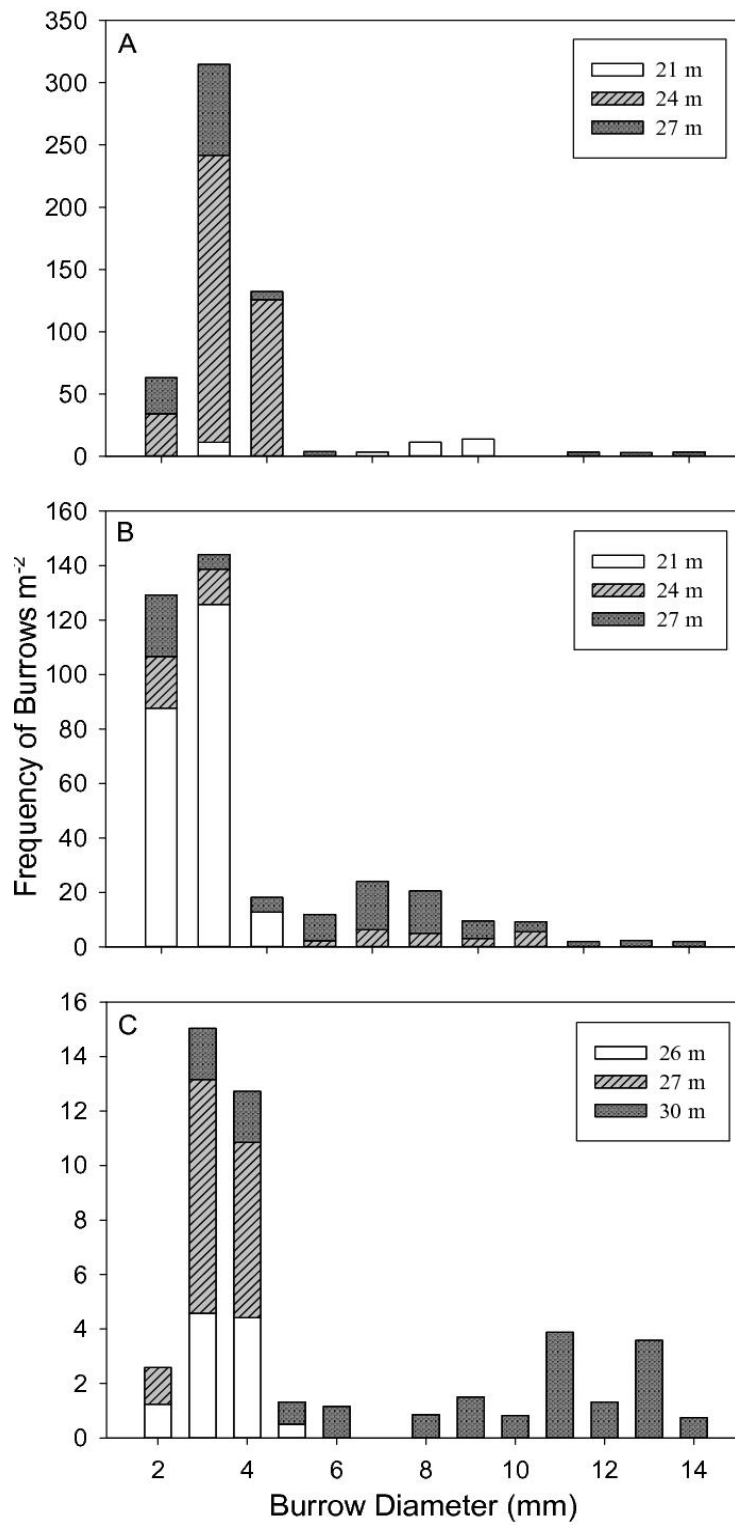 A
350
300
250
200
150
100
50
0
21 m
24 m
27 m
B
160
140
120
100
80
60
40
20
0
21 m
24 m
27 m
Frequency of Burrows m-2
C
16
14
12
10
8
6
4
2
0
26 m
27 m
30 m
2 4 6 8 10 12 14
Burrow Diameter (mm)